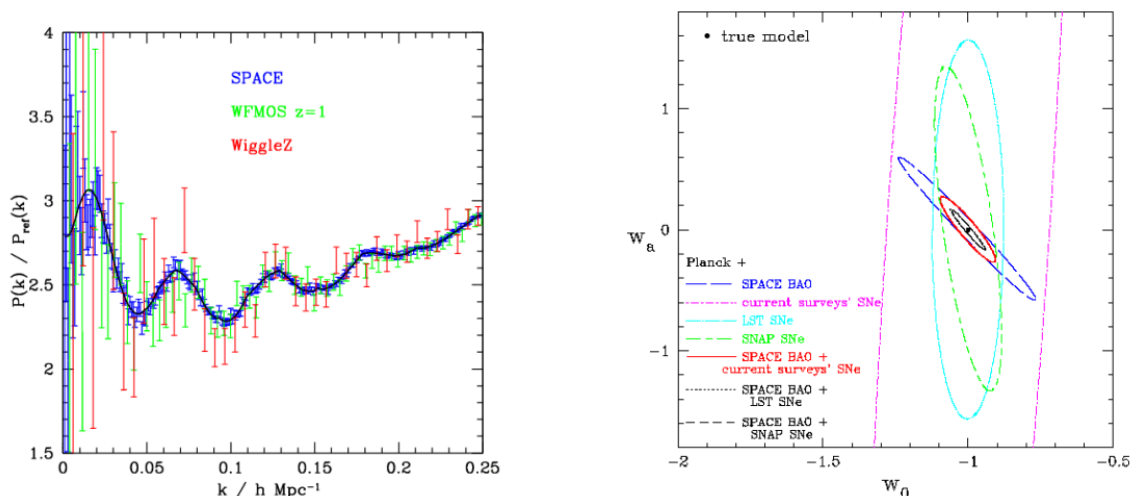 4
3.5
3
2.5
2
1.5
P(k) / P_ref(k)
SPACE
WFMOS z=1
WiggleZ
0 0.05 0.1 0.15 0.2 0.25
k / h Mpc⁻¹
• true model
1
0
-1
w_a
Planck +
SPACE BAO
current surveys' SNe
LST SNe
SNAP SNe
SPACE BAO +
current surveys' SNe
SPACE BAO +
LST SNe
SPACE BAO +
SNAP SNe
-2 -1.5 -1 -0.5
w_0